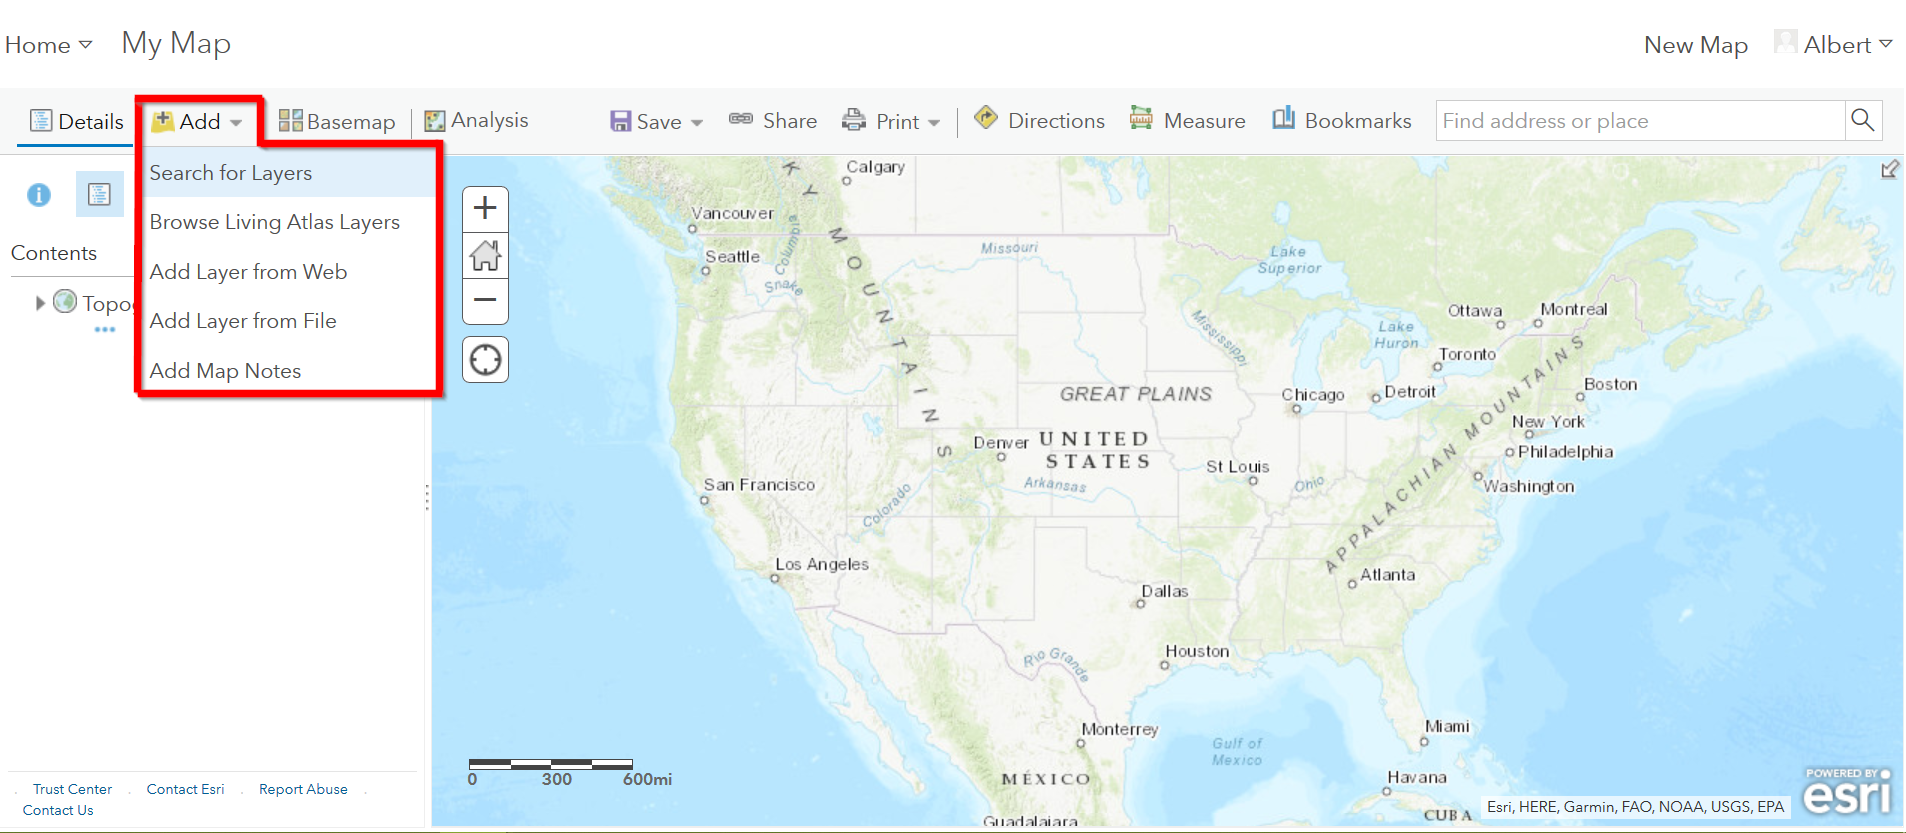 Home My Map New Map Albert
Details Add Basemap Analysis Save Share Print Directions Measure Bookmarks Find address or place
Search for Layers
Browse Living Atlas Layers
Add Layer from Web
Add Layer from File
Add Map Notes
Contents
Topog
Trust Center Contact Esri Report Abuse
Contact Us
KY MOUNTAINS
Calgary
Vancouver
Columbia
Seattle
Missouri
Snake
Lake
Superior
Mississippi
Ottawa
Montreal
Lake
Huron
Toronto
GREAT PLAINS
Chicago
Detroit
Boston
APPALACHIAN MOUNTAINS
New York
Denver
UNITED
STATES
Philadelphia
St Louis
San Francisco
Arkansas
Ohio
Washington
Colorado
Los Angeles
Atlanta
Dallas
Houston
Rio Grande
Monterrey
Miami
Gulf of
Mexico
0 300 600mi
MÉXICO
Havana
CUBA
Guadalajara
Esri, HERE, Garmin, FAO, NOAA, USGS, EPA
POWERED BY
esri